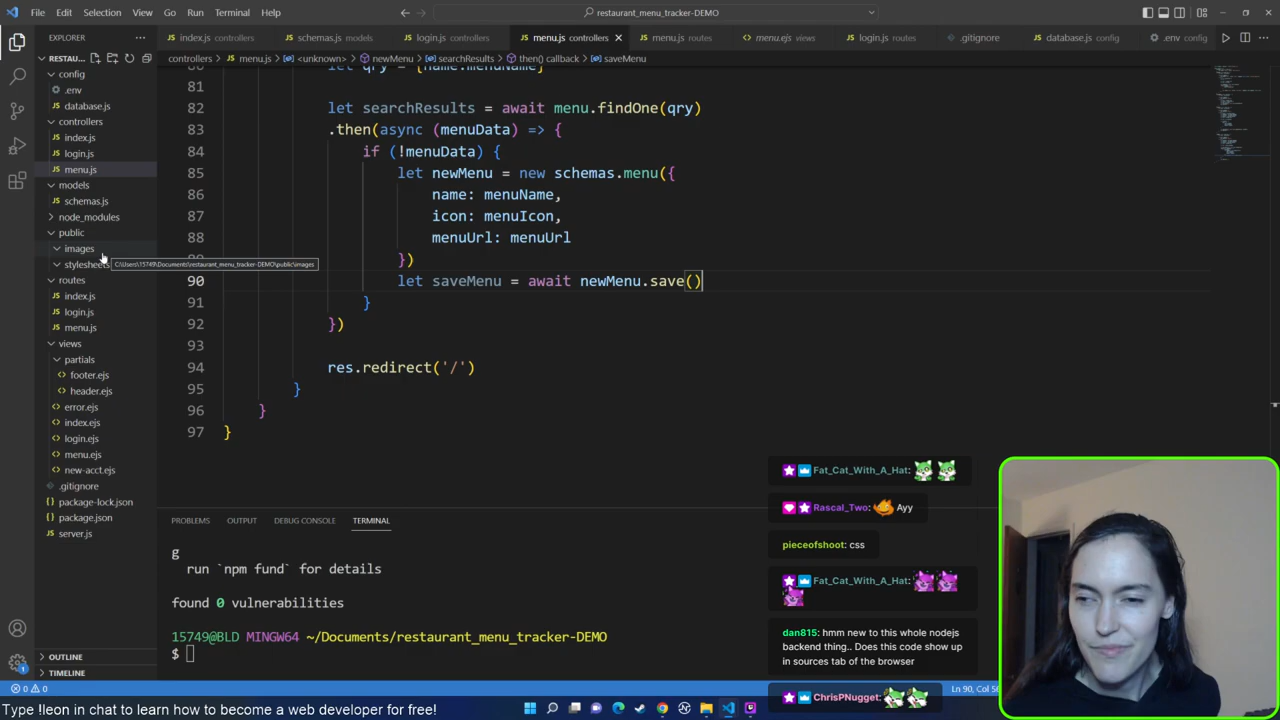 File Edit Selection View Go Run Terminal Help
restaurant_menu_tracker-DEMO
EXPLORER
index.js controllers
schemas.js models
login.js controllers
menu.js controllers
menu.js routes
menu.ejs views
login.js routes
.gitignore
database.js config
.env config
RESTAU...
controllers > menu.js > <unknown> > newMenu > searchResults > then() callback > saveMenu
config
.env
database.js
controllers
index.js
login.js
menu.js
models
schemas.js
node_modules
public
images
stylesheets
C:\Users\15749\Documents\restaurant_menu_tracker-DEMO\public\images
routes
index.js
login.js
menu.js
views
partials
footer.ejs
header.ejs
error.ejs
index.ejs
login.ejs
menu.ejs
new-acct.ejs
.gitignore
package-lock.json
package.json
server.js
OUTLINE
TIMELINE
81
82 let searchResults = await menu.findOne(qry)
83 .then(async (menuData) => {
84 if (!menuData) {
85 let newMenu = new schemas.menu({
86 name: menuName,
87 icon: menuIcon,
88 menuUrl: menuUrl
})
90 let saveMenu = await newMenu.save()
91 }
92 })
93
94 res.redirect('/')
95 }
96 }
97 }
PROBLEMS OUTPUT DEBUG CONSOLE TERMINAL
g
run `npm fund` for details
found 0 vulnerabilities
15749@BLD MINGW64 ~/Documents/restaurant_menu_tracker-DEMO
$
Fat_Cat_With_A_Hat:
Rascal_Two: Ayy
pieceofshoot: css
Fat_Cat_With_A_Hat:
dan815: hmm new to this whole nodejs
backend thing.. Does this code show up
in sources tab of the browser
ChrisPNugget:
0 0
Ln 90, Col 56
Type !leon in chat to learn how to become a web developer for free!